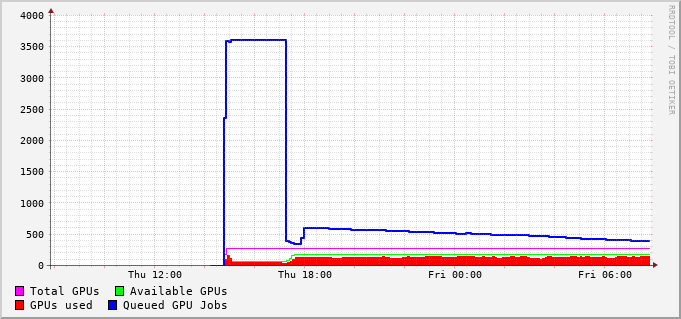 4000
3500
3000
2500
2000
1500
1000
500
0
Thu 12:00 Thu 18:00 Fri 00:00 Fri 06:00
Total GPUs Available GPUs
GPUs used Queued GPU Jobs
RRDTOOL / TOBI OETIKER